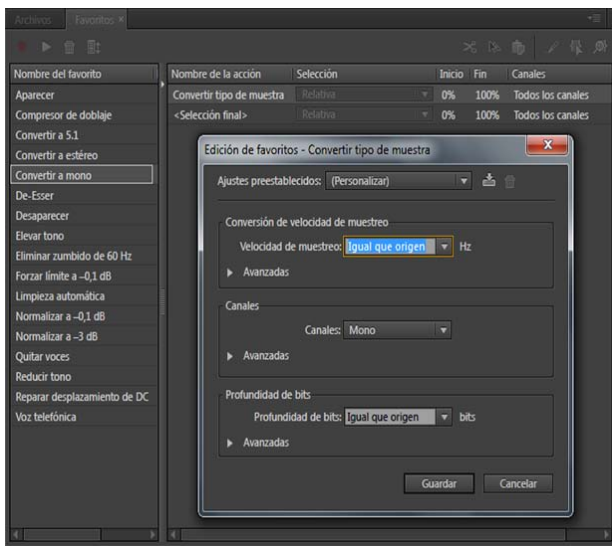 Archivos Favoritos ×
Nombre del favorito
Aparecer
Compresor de doblaje
Convertir a 5.1
Convertir a estéreo
Convertir a mono
De-Esser
Desaparecer
Elevar tono
Eliminar zumbido de 60 Hz
Forzar límite a –0,1 dB
Limpieza automática
Normalizar a –0,1 dB
Normalizar a –3 dB
Quitar voces
Reducir tono
Reparar desplazamiento de DC
Voz telefónica
Nombre de la acción Selección Inicio Fin Canales
Convertir tipo de muestra Relativa 0% 100% Todos los canales
<Selección final> Relativa 0% 100% Todos los canales
Edición de favoritos - Convertir tipo de muestra
Ajustes preestablecidos: (Personalizar)
Conversión de velocidad de muestreo
Velocidad de muestreo: Igual que origen Hz
Avanzadas
Canales
Canales: Mono
Avanzadas
Profundidad de bits
Profundidad de bits: Igual que origen bits
Avanzadas
Guardar Cancelar